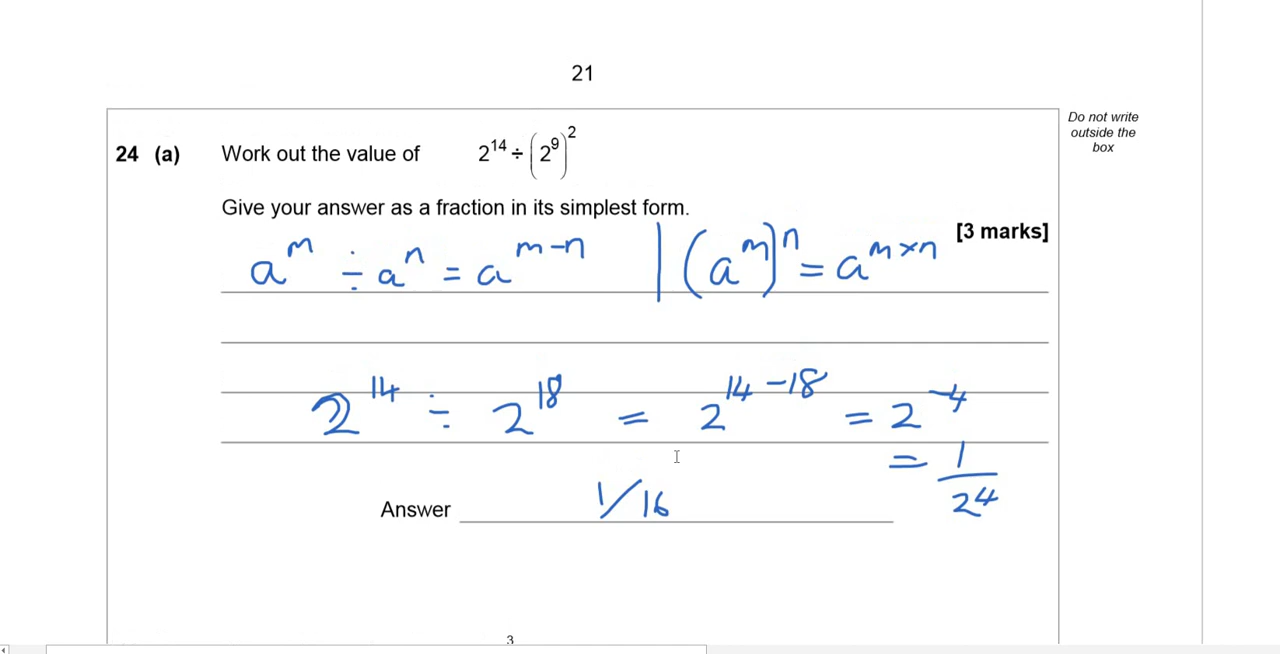 21
Do not write
outside the
box
24 (a) Work out the value of 2¹⁴ ÷ (2⁹)²
Give your answer as a fraction in its simplest form.
[3 marks]
aᵐ ÷ aⁿ = aᵐ⁻ⁿ | (aᵐ)ⁿ = a^(m×n)
2¹⁴ ÷ 2¹⁸ = 2¹⁴⁻¹⁸ = 2⁻⁴
= 1/2⁴
Answer 1/16
3